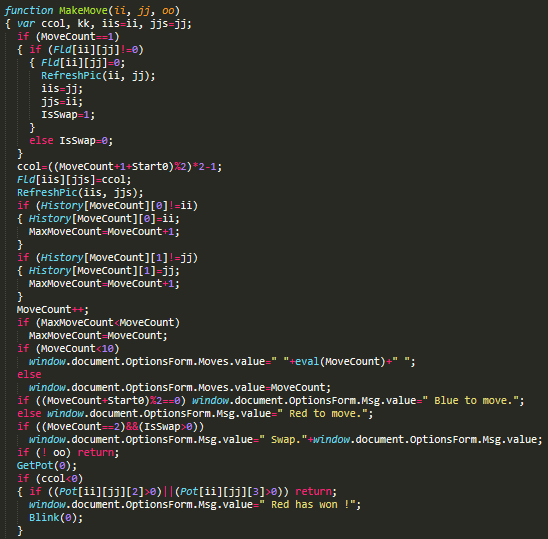 function MakeMove(ii, jj, oo)
{ var ccol, kk, iis=ii, jjs=jj;
  if (MoveCount==1)
  { if (Fld[ii][jj]!=0)
    { Fld[ii][jj]=0;
      RefreshPic(ii, jj);
      iis=jj;
      jjs=ii;
      IsSwap=1;
    }
    else IsSwap=0;
  }
  ccol=((MoveCount+1+Start0)%2)*2-1;
  Fld[iis][jjs]=ccol;
  RefreshPic(iis, jjs);
  if (History[MoveCount][0]!=ii)
  { History[MoveCount][0]=ii;
    MaxMoveCount=MoveCount+1;
  }
  if (History[MoveCount][1]!=jj)
  { History[MoveCount][1]=jj;
    MaxMoveCount=MoveCount+1;
  }
  MoveCount++;
  if (MaxMoveCount<MoveCount)
    MaxMoveCount=MoveCount;
  if (MoveCount<10)
    window.document.OptionsForm.Moves.value=" "+eval(MoveCount)+" ";
  else
    window.document.OptionsForm.Moves.value=MoveCount;
  if ((MoveCount+Start0)%2==0) window.document.OptionsForm.Msg.value=" Blue to move.";
  else window.document.OptionsForm.Msg.value=" Red to move.";
  if ((MoveCount==2)&&(IsSwap>0))
    window.document.OptionsForm.Msg.value=" Swap."+window.document.OptionsForm.Msg.value;
  if (! oo) return;
  GetPot(0);
  if (ccol<0)
  { if ((Pot[ii][jj][2]>0)||(Pot[ii][jj][3]>0)) return;
    window.document.OptionsForm.Msg.value=" Red has won !";
    Blink(0);
  }